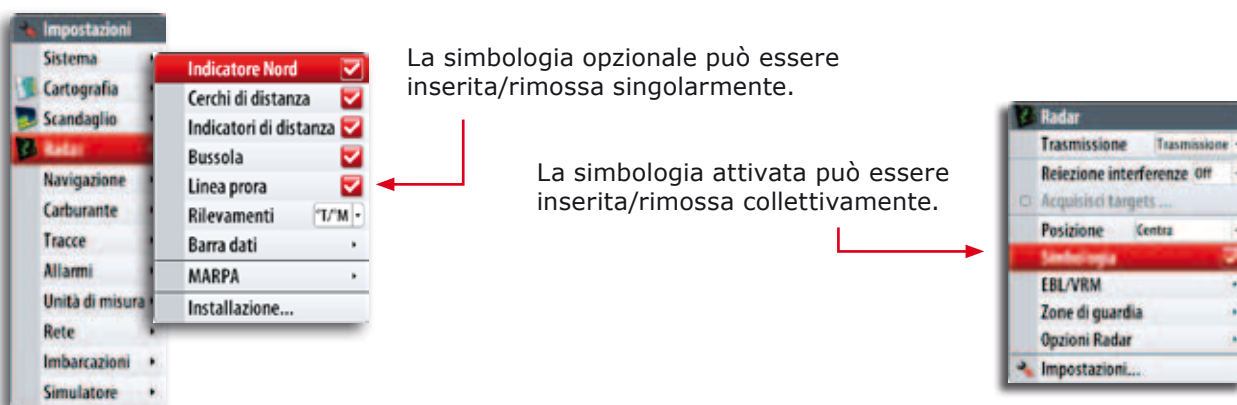 Impostazioni
Sistema
Cartografia
Scandaglio
Radar
Navigazione
Carburante
Tracce
Allarmi
Unità di misura
Rete
Imbarcazioni
Simulatore
Indicatore Nord
Cerchi di distanza
Indicatori di distanza
Bussola
Linea prora
Rilevamenti °T/°M
Barra dati
MARPA
Installazione...
La simbologia opzionale può essere
inserita/rimossa singolarmente.
La simbologia attivata può essere
inserita/rimossa collettivamente.
Radar
Trasmissione Trasmissione
Reiezione interferenze Off
Acquisisci targets ...
Posizione Centra
Simbologia
EBL/VRM
Zone di guardia
Opzioni Radar
Impostazioni...